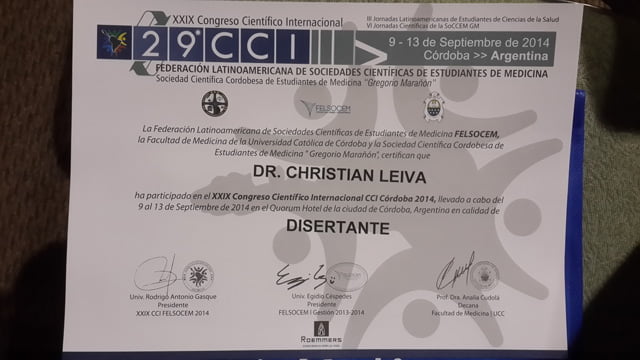 XXIX Congreso Científico Internacional
III Jornadas Latinoamericanas de Estudiantes de Ciencias de la Salud
VI Jornadas Científicas de la SoCCEM GM
29°CCI
9 - 13 de Septiembre de 2014
Córdoba >> Argentina
FEDERACIÓN LATINOAMERICANA DE SOCIEDADES CIENTÍFICAS DE ESTUDIANTES DE MEDICINA
Sociedad Científica Cordobesa de Estudiantes de Medicina "Gregorio Marañón"
FELSOCEM
La Federación Latinoamericana de Sociedades Científicas de Estudiantes de Medicina FELSOCEM,
la Facultad de Medicina de la Universidad Católica de Córdoba y la Sociedad Científica Cordobesa de
Estudiantes de Medicina " Gregorio Marañón", certifican que
DR. CHRISTIAN LEIVA
ha participado en el XXIX Congreso Científico Internacional CCI Córdoba 2014, llevado a cabo del
9 al 13 de Septiembre de 2014 en el Quorum Hotel de la ciudad de Córdoba, Argentina en calidad de
DISERTANTE
Univ. Rodrigo Antonio Gasque
Presidente
XXIX CCI FELSOCEM 2014
Univ. Egidio Céspedes
Presidente
FELSOCEM | Gestión 2013-2014
Prof. Dra. Analía Cudolá
Decana
Facultad de Medicina | UCC
ROEMMERS